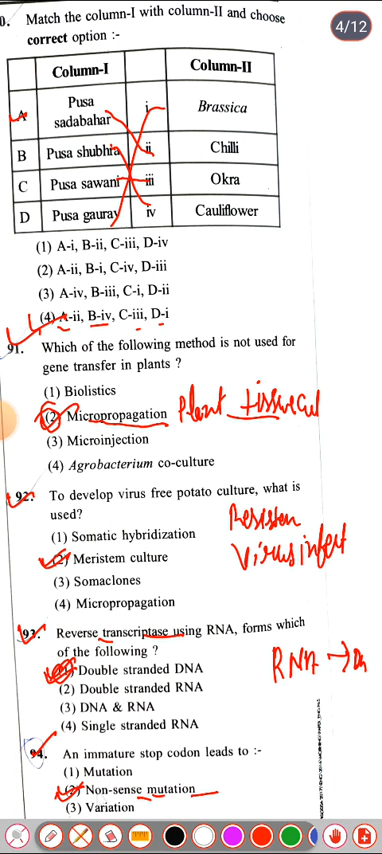 4/12
0. Match the column-I with column-II and choose
correct option :-
Column-I Column-II
A Pusa sadabahar i Brassica
B Pusa shubhra ii Chilli
C Pusa sawani iii Okra
D Pusa gaurav iv Cauliflower
(1) A-i, B-ii, C-iii, D-iv
(2) A-ii, B-i, C-iv, D-iii
(3) A-iv, B-iii, C-i, D-ii
(4) A-ii, B-iv, C-iii, D-i
91. Which of the following method is not used for
gene transfer in plants ?
(1) Biolistics
(2) Micropropagation Plant
(3) Microinjection
(4) Agrobacterium co-culture
92. To develop virus free potato culture, what is
used?
(1) Somatic hybridization
(2) Meristem culture
Virus infect
(3) Somaclones
(4) Micropropagation
93. Reverse transcriptase using RNA, forms which
of the following ?
(1) Double stranded DNA
RNA →
(2) Double stranded RNA
(3) DNA & RNA
(4) Single stranded RNA
94. An immature stop codon leads to :-
(1) Mutation
(2) Non-sense mutation
(3) Variation